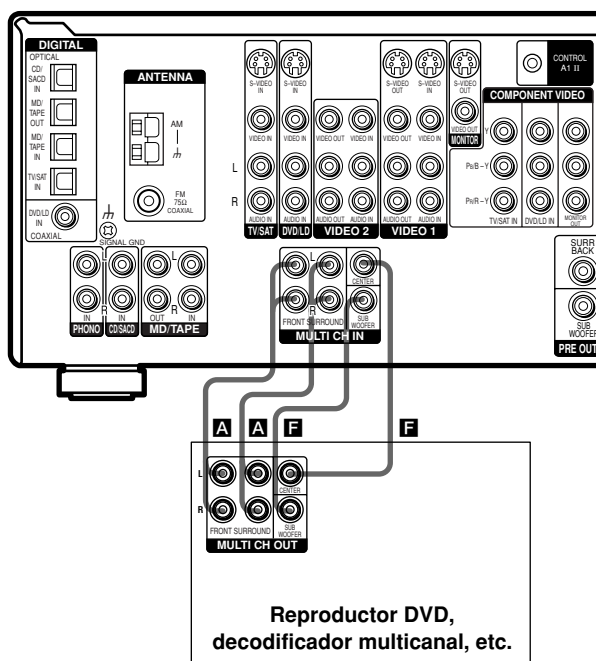 DIGITAL
OPTICAL
CD/
SACD
IN
MD/
TAPE
OUT
MD/
TAPE
IN
TV/SAT
IN
DVD/LD
IN
COAXIAL
ANTENNA
AM
FM
75Ω
COAXIAL
SIGNAL GND
L
R
IN
PHONO
IN
CD/SACD
L
R
OUT
IN
MD/TAPE
S-VIDEO
IN
VIDEO IN
L
R
AUDIO IN
TV/SAT
S-VIDEO
IN
VIDEO IN
AUDIO IN
DVD/LD
VIDEO OUT
VIDEO IN
AUDIO OUT
AUDIO IN
VIDEO 2
S-VIDEO
OUT
S-VIDEO
IN
VIDEO OUT
VIDEO IN
AUDIO OUT
AUDIO IN
VIDEO 1
S-VIDEO
OUT
VIDEO OUT
MONITOR
CONTROL
A1 II
COMPONENT VIDEO
Y
PB/B –Y
PR/R –Y
TV/SAT IN
DVD/LD IN
MONITOR
OUT
SURR
BACK
SUB
WOOFER
PRE OUT
L
R
FRONT
SURROUND
CENTER
SUB
WOOFER
MULTI CH IN
A
A
F
F
L
R
FRONT
SURROUND
CENTER
SUB
WOOFER
MULTI CH OUT
Reproductor DVD,
decodificador multicanal, etc.